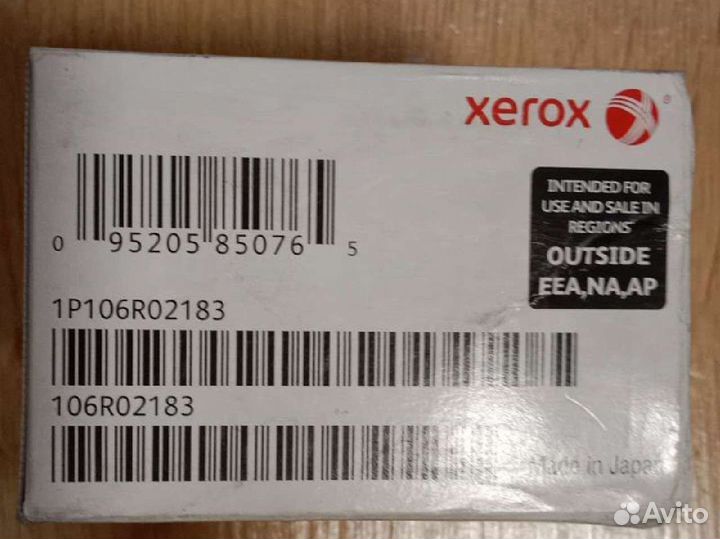 xerox
®
INTENDED FOR
USE AND SALE IN
REGIONS
OUTSIDE
EEA,NA,AP
0 95205 85076 5
1P106R02183
106R02183
Made in Japan
Avito